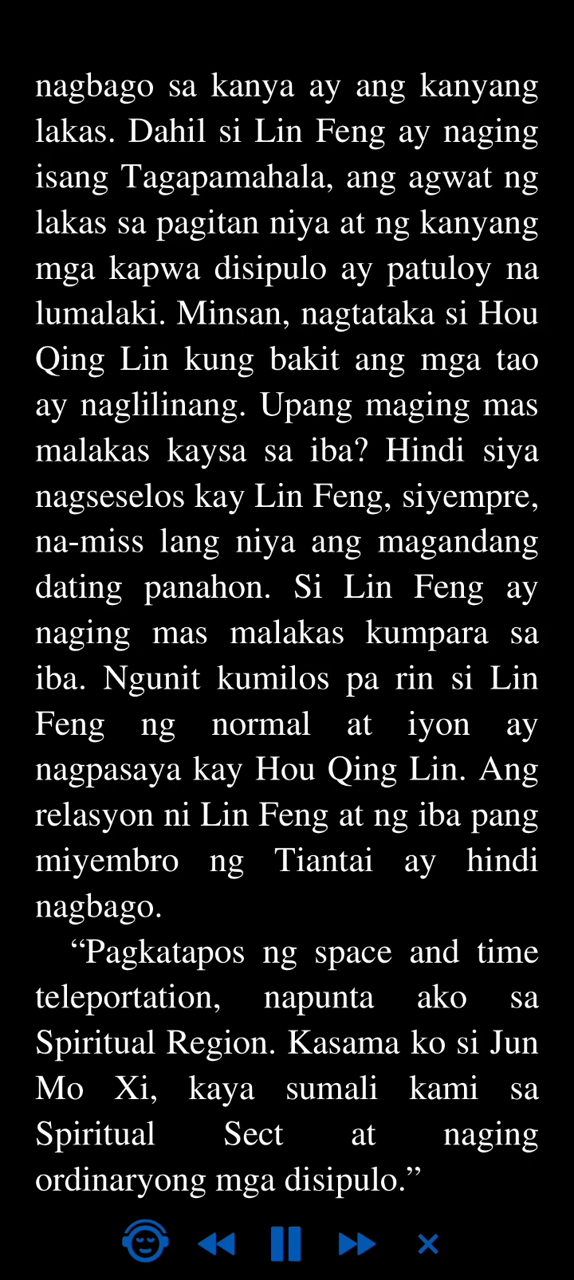 nagbago sa kanya ay ang kanyang
lakas. Dahil si Lin Feng ay naging
isang Tagapamahala, ang agwat ng
lakas sa pagitan niya at ng kanyang
mga kapwa disipulo ay patuloy na
lumalaki. Minsan, nagtataka si Hou
Qing Lin kung bakit ang mga tao
ay naglilinang. Upang maging mas
malakas kaysa sa iba? Hindi siya
nagseselos kay Lin Feng, siyempre,
na-miss lang niya ang magandang
dating panahon. Si Lin Feng ay
naging mas malakas kumpara sa
iba. Ngunit kumilos pa rin si Lin
Feng ng normal at iyon ay
nagpasaya kay Hou Qing Lin. Ang
relasyon ni Lin Feng at ng iba pang
miyembro ng Tiantai ay hindi
nagbago.
“Pagkatapos ng space and time
teleportation, napunta ako sa
Spiritual Region. Kasama ko si Jun
Mo Xi, kaya sumali kami sa
Spiritual Sect at naging
ordinaryong mga disipulo.”